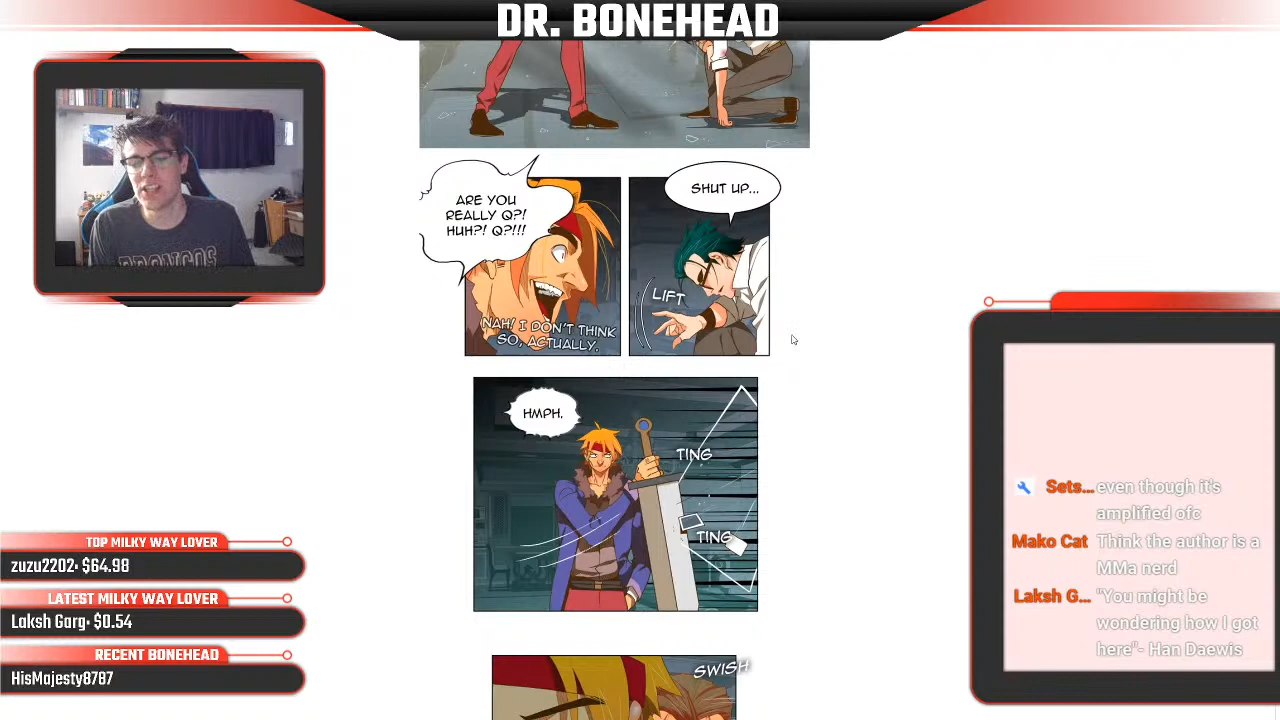 DR. BONEHEAD
ARE YOU
REALLY Q?!
HUH?! Q?!!!
SHUT UP...
LIFT
NAH! I DON'T THINK
SO, ACTUALLY.
HMPH.
TING
TING
SWISH
BRONCOS
TOP MILKY WAY LOVER
zuzu2202• $64.98
LATEST MILKY WAY LOVER
Laksh Garg• $0.54
RECENT BONEHEAD
HisMajesty8787
Sets... even though it's
amplified ofc
Mako Cat Think the author is a
MMa nerd
Laksh G... "You might be
wondering how I got
here"- Han Daewis